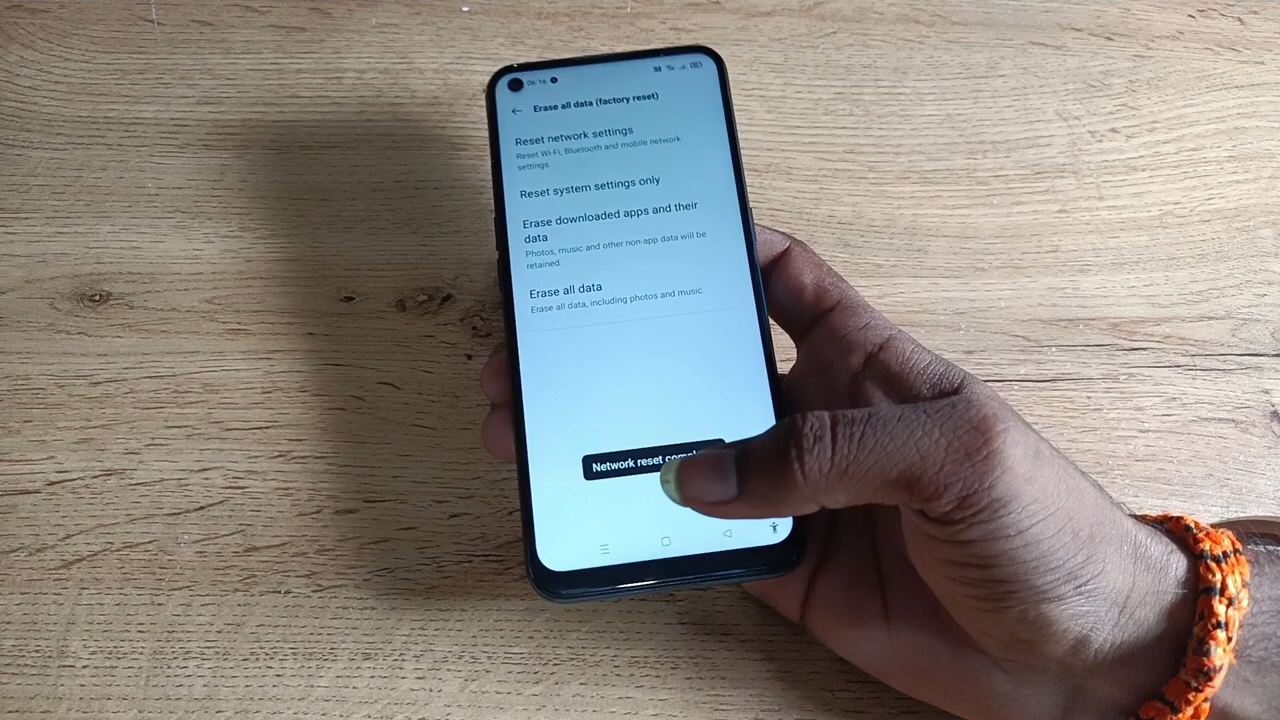 06:16
Erase all data (factory reset)
Reset network settings
Reset Wi-Fi, Bluetooth and mobile network
settings.
Reset system settings only
Erase downloaded apps and their
data
Photos, music and other non-app data will be
retained.
Erase all data
Erase all data, including photos and music.
Network reset